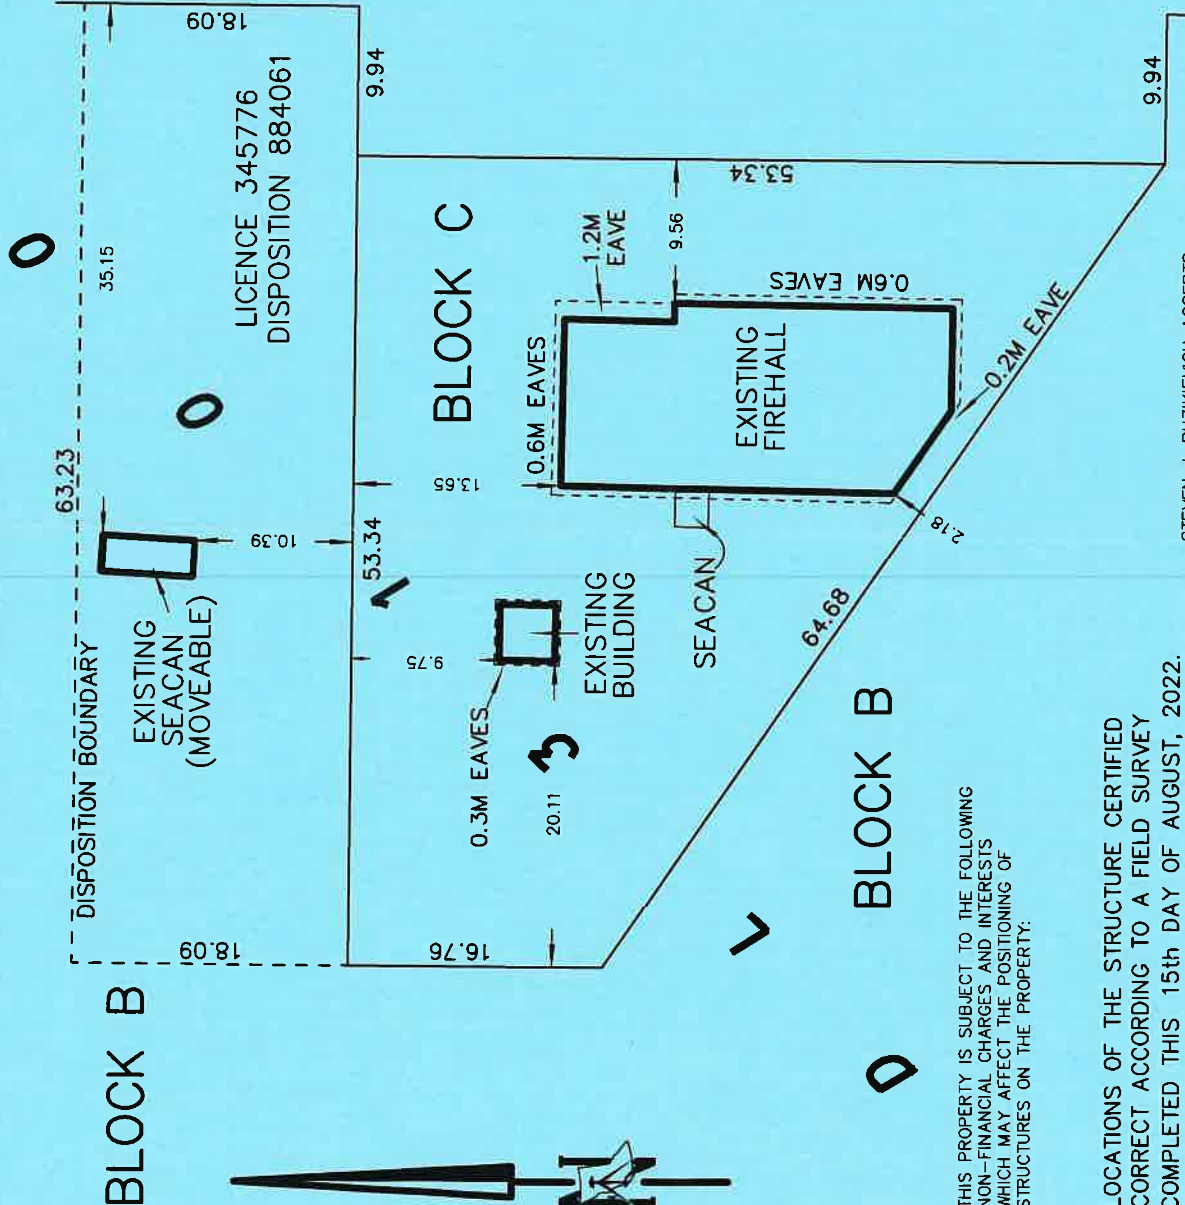 18.09
9.94
LICENCE 345776
DISPOSITION 884061
35.15
63.23
DISPOSITION BOUNDARY
EXISTING
SEACAN
(MOVEABLE)
10.39
18.09
BLOCK B
53.34
BLOCK C
9.94
53.34
1.2M
EAVE
9.56
0.6M EAVES
0.6M EAVES
13.65
EXISTING
FIREHALL
0.2M EAVE
2.18
SEACAN
EXISTING
BUILDING
9.75
0.3M EAVES
20.11
16.76
64.68
BLOCK B
THIS PROPERTY IS SUBJECT TO THE FOLLOWING
NON-FINANCIAL CHARGES AND INTERESTS
WHICH MAY AFFECT THE POSITIONING OF
STRUCTURES ON THE PROPERTY:
LOCATIONS OF THE STRUCTURE CERTIFIED
CORRECT ACCORDING TO A FIELD SURVEY
COMPLETED THIS 15th DAY OF AUGUST, 2022.
D 7 3 1 0 0